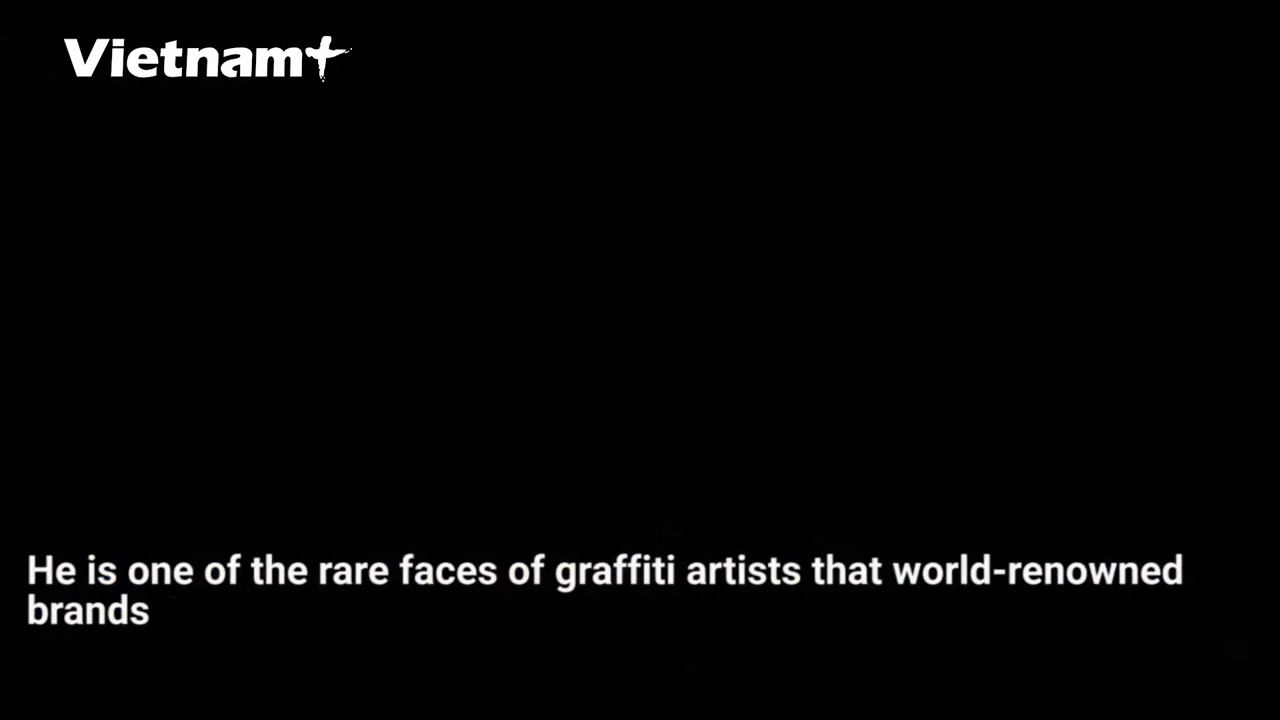 Vietnam+
He is one of the rare faces of graffiti artists that world-renowned
brands